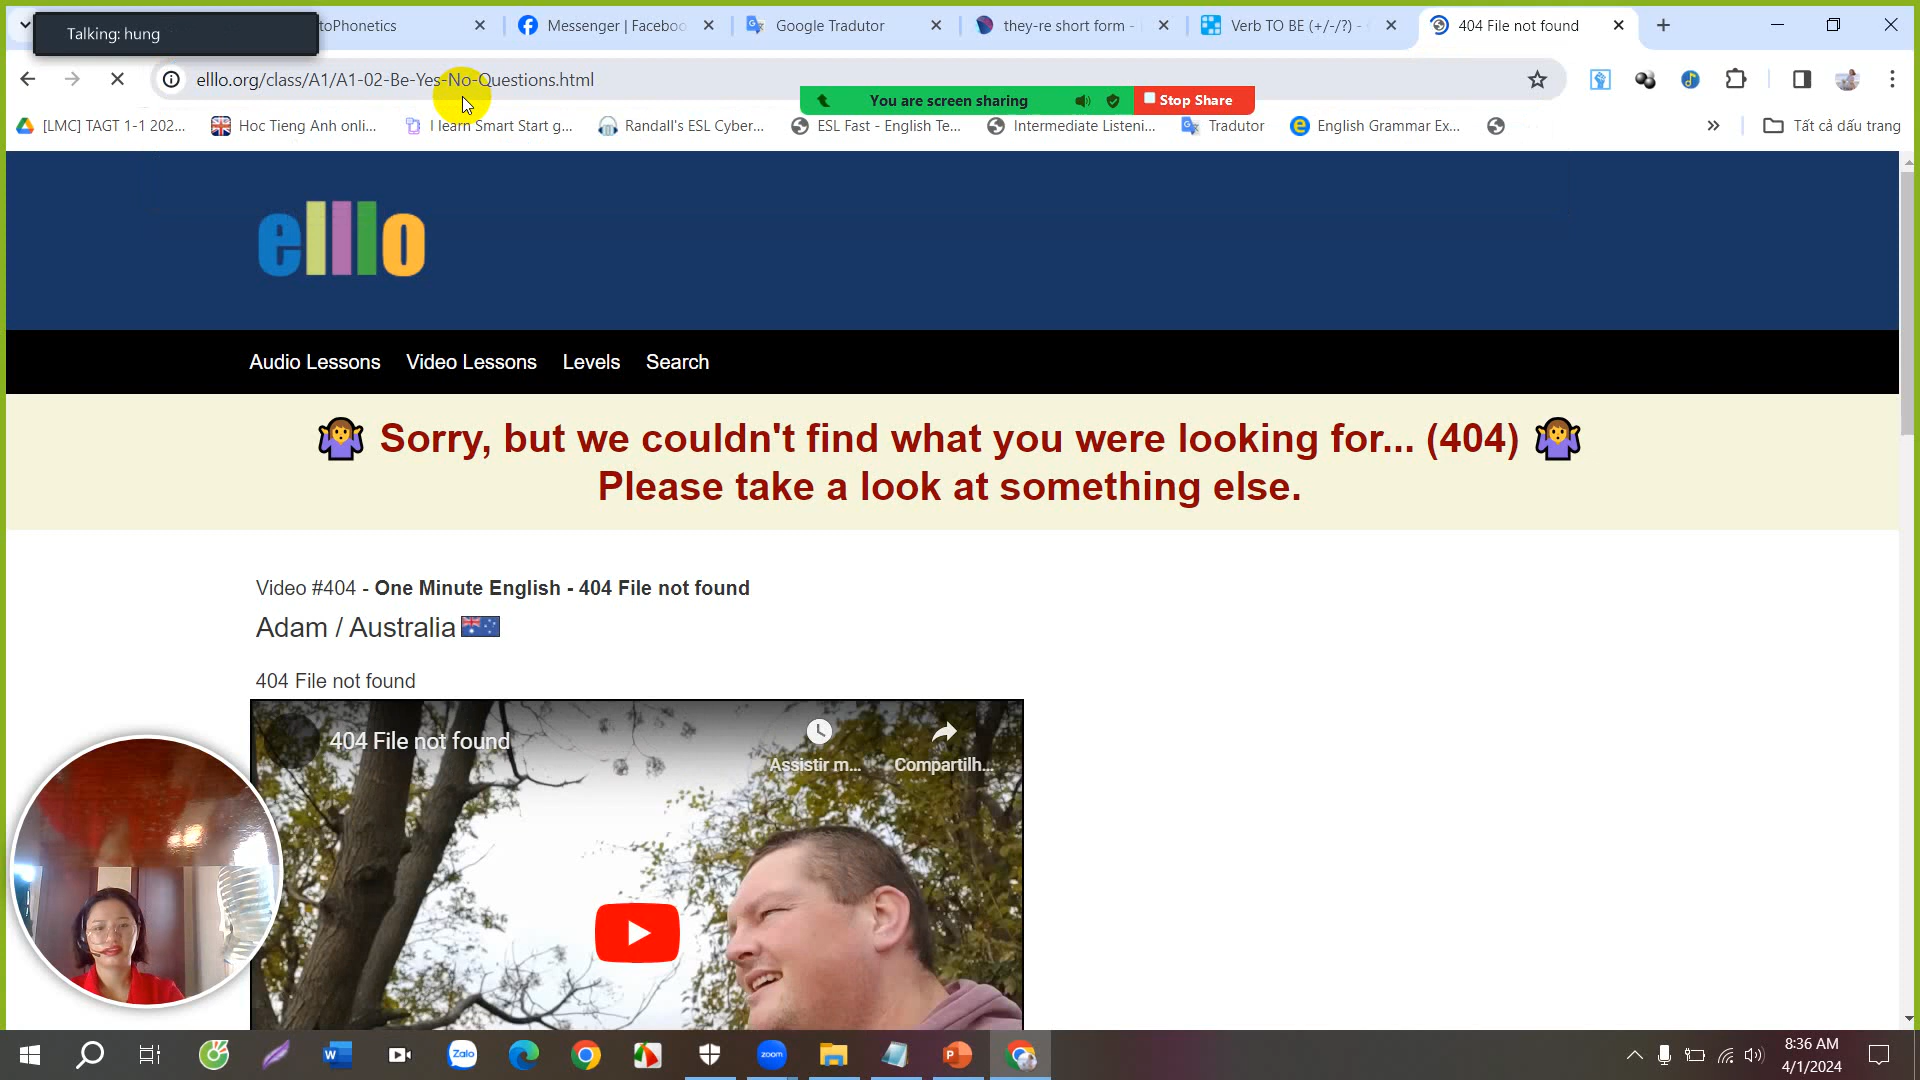 Talking: hung
toPhonetics
Messenger | Faceboo
Google Tradutor
they-re short form -
Verb TO BE (+/-/?) -
404 File not found
elllo.org/class/A1/A1-02-Be-Yes-No-Questions.html
You are screen sharing
Stop Share
[LMC] TAGT 1-1 202...
Hoc Tieng Anh onli...
I learn Smart Start g...
Randall's ESL Cyber...
ESL Fast - English Te...
Intermediate Listeni...
Tradutor
English Grammar Ex...
Tất cả dấu trang
elllo
Audio Lessons
Video Lessons
Levels
Search
Sorry, but we couldn't find what you were looking for... (404)
Please take a look at something else.
Video #404 - One Minute English - 404 File not found
Adam / Australia
404 File not found
404 File not found
Assistir m...
Compartilh...
Zalo
zoom
8:36 AM
4/1/2024